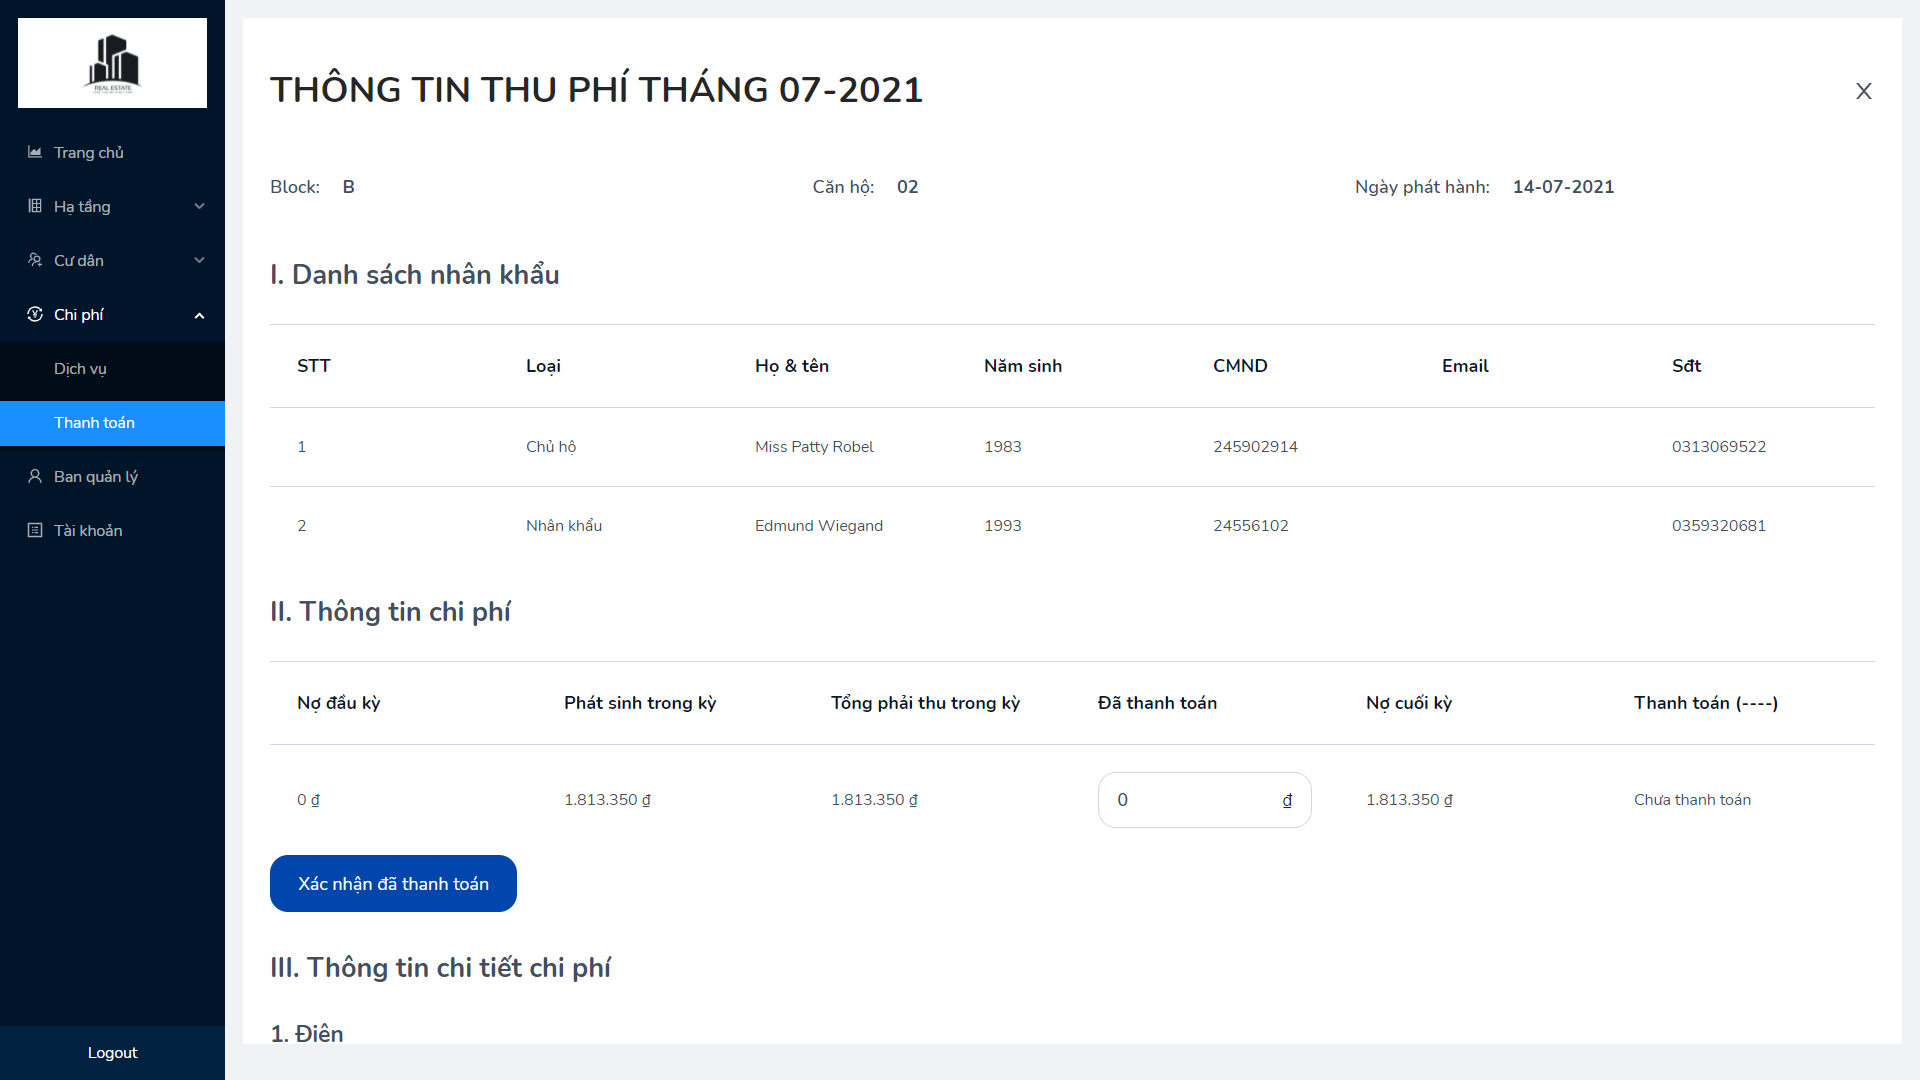 REAL ESTATE
Trang chủ
Hạ tầng
Cư dân
Chi phí
Dịch vụ
Thanh toán
Ban quản lý
Tài khoản
Logout
THÔNG TIN THU PHÍ THÁNG 07-2021
X
Block: B Căn hộ: 02 Ngày phát hành: 14-07-2021
I. Danh sách nhân khẩu
STT Loại Họ & tên Năm sinh CMND Email Sđt
1 Chủ hộ Miss Patty Robel 1983 245902914 0313069522
2 Nhân khẩu Edmund Wiegand 1993 24556102 0359320681
II. Thông tin chi phí
Nợ đầu kỳ Phát sinh trong kỳ Tổng phải thu trong kỳ Đã thanh toán Nợ cuối kỳ Thanh toán (----)
0 ₫ 1.813.350 ₫ 1.813.350 ₫ 0 ₫ 1.813.350 ₫ Chưa thanh toán
Xác nhận đã thanh toán
III. Thông tin chi tiết chi phí
1. Điện